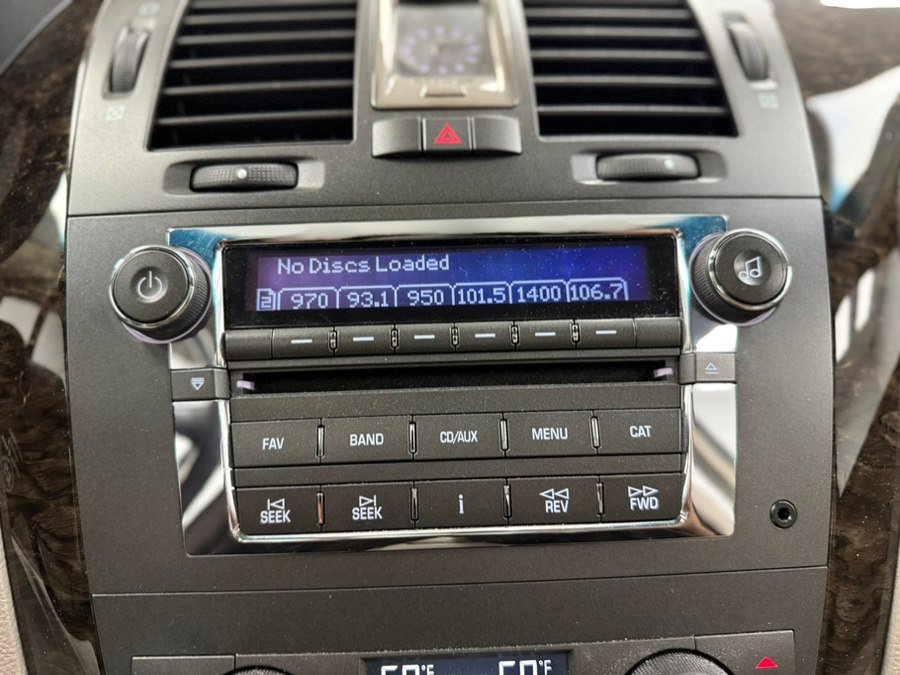 No Discs Loaded
2 970 93.1 950 101.5 1400 106.7
FAV BAND CD/AUX MENU CAT
SEEK SEEK i REV FWD
°F °F